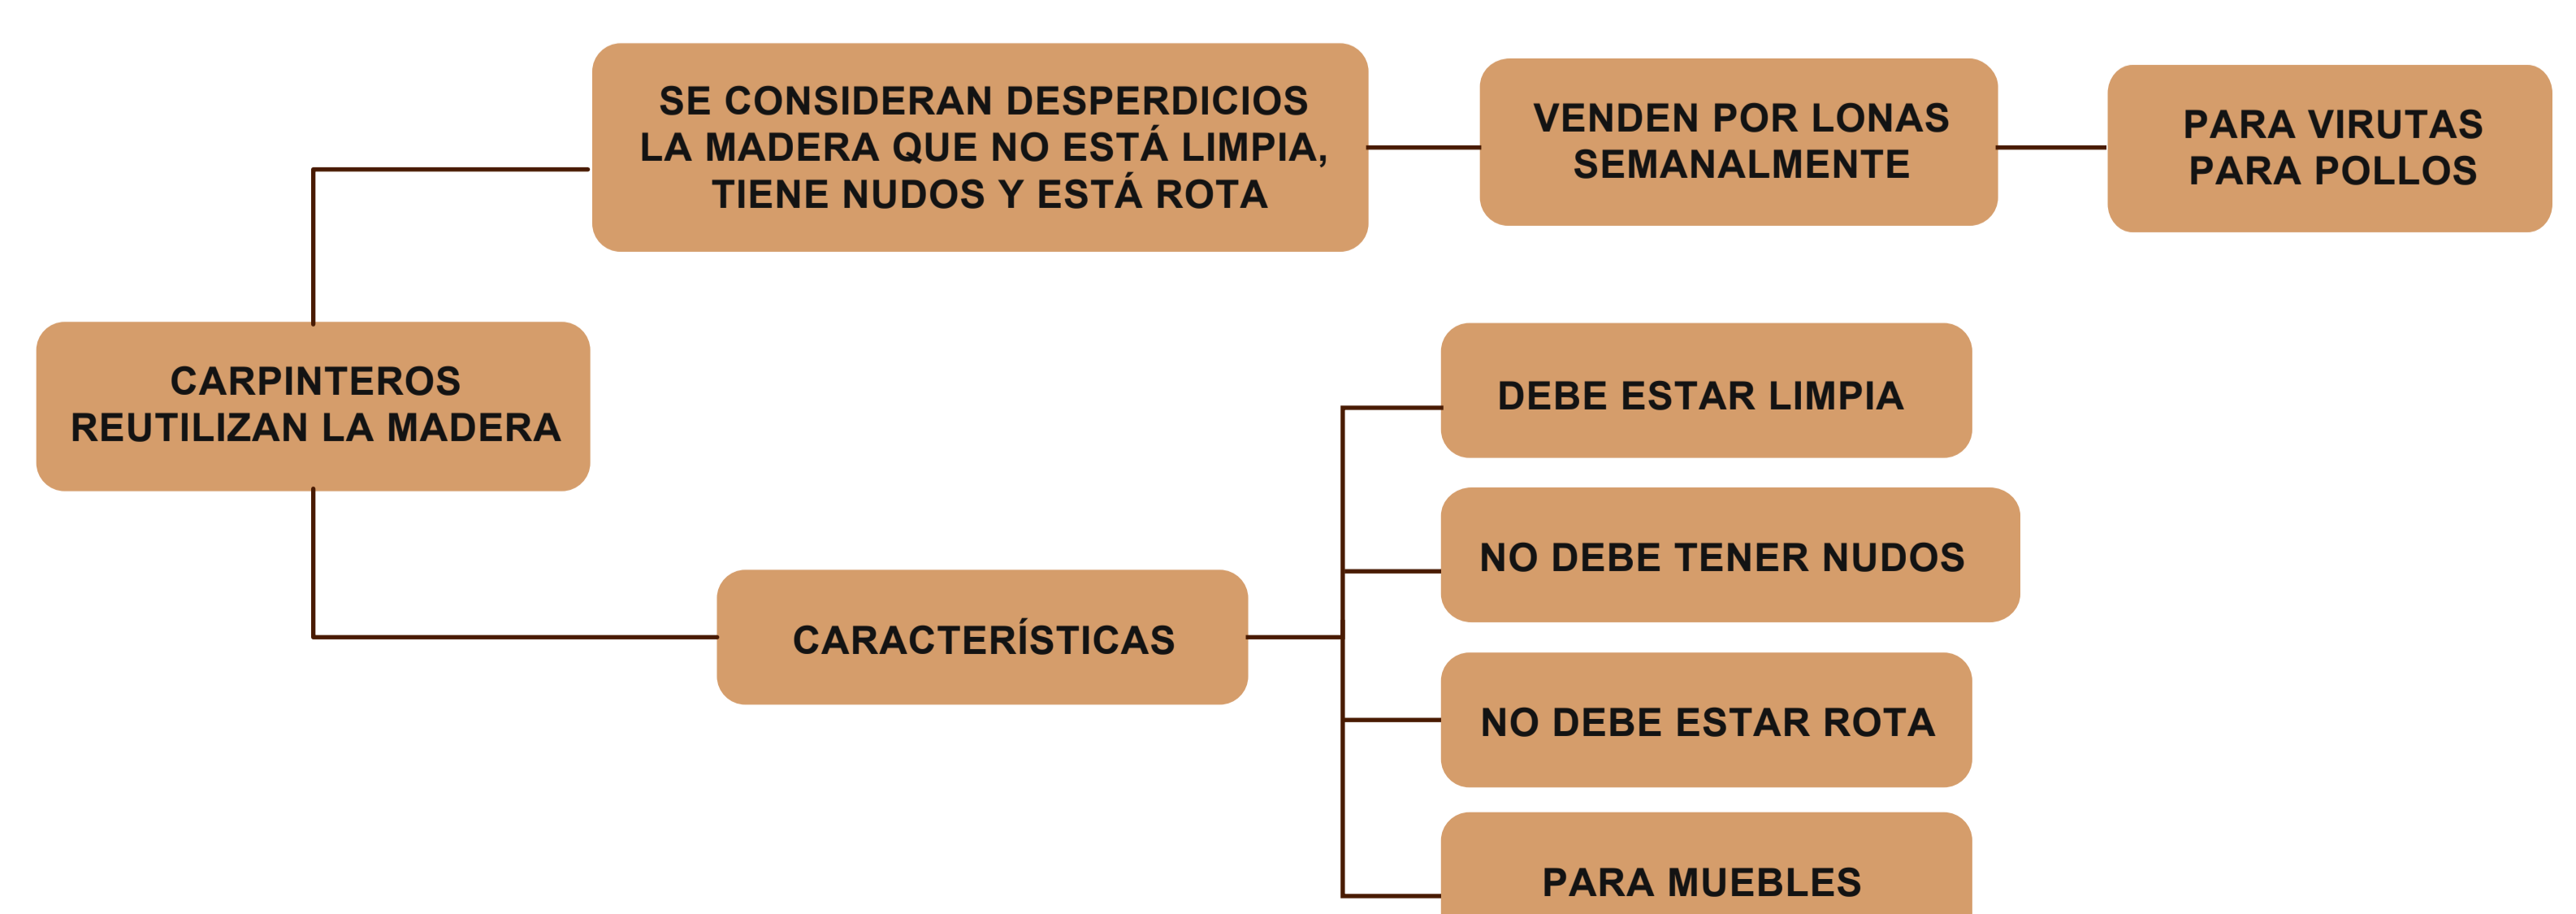 SE CONSIDERAN DESPERDICIOS
LA MADERA QUE NO ESTÁ LIMPIA,
TIENE NUDOS Y ESTÁ ROTA
VENDEN POR LONAS
SEMANALMENTE
PARA VIRUTAS
PARA POLLOS
CARPINTEROS
REUTILIZAN LA MADERA
CARACTERÍSTICAS
DEBE ESTAR LIMPIA
NO DEBE TENER NUDOS
NO DEBE ESTAR ROTA
PARA MUEBLES